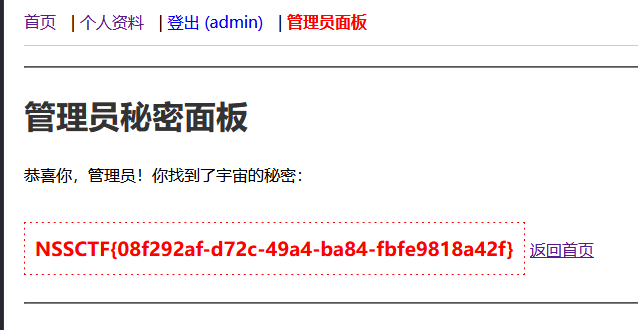 首页 | 个人资料 | 登出 (admin) | 管理员面板
管理员秘密面板
恭喜你，管理员！你找到了宇宙的秘密：
NSSCTF{08f292af-d72c-49a4-ba84-fbfe9818a42f} 返回首页